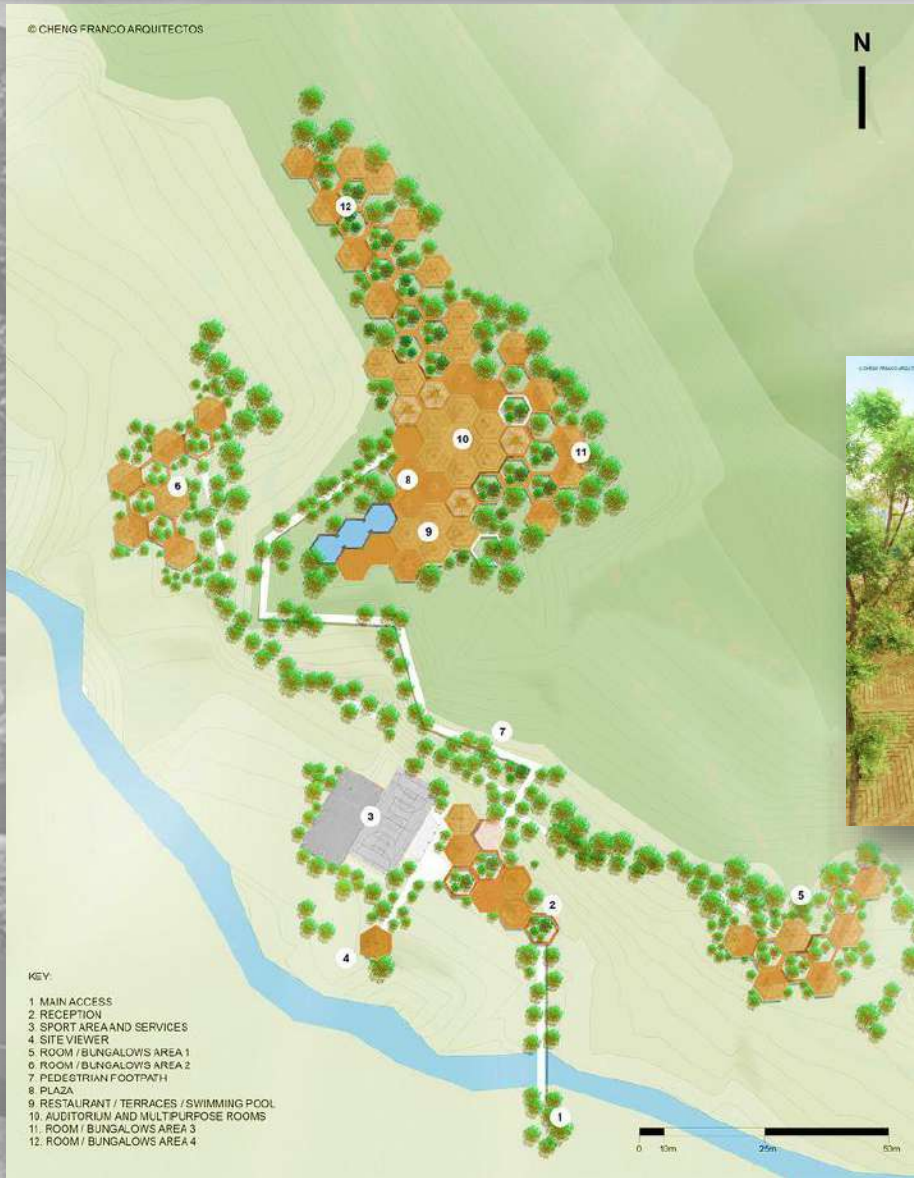 © CHENG FRANCO ARQUITECTOS
N
12
6
10
11
8
9
7
3
2
5
4
1
KEY:
1 MAIN ACCESS
2. RECEPTION
3. SPORT AREA AND SERVICES
4. SITE VIEWER
5. ROOM / BUNGALOWS AREA 1
6. ROOM / BUNGALOWS AREA 2
7. PEDESTRIAN FOOTPATH
8. PLAZA
9. RESTAURANT / TERRACES / SWIMMING POOL
10. AUDITORIUM AND MULTIPURPOSE ROOMS
11. ROOM / BUNGALOWS AREA 3
12. ROOM / BUNGALOWS AREA 4
0 10m 25m 50m